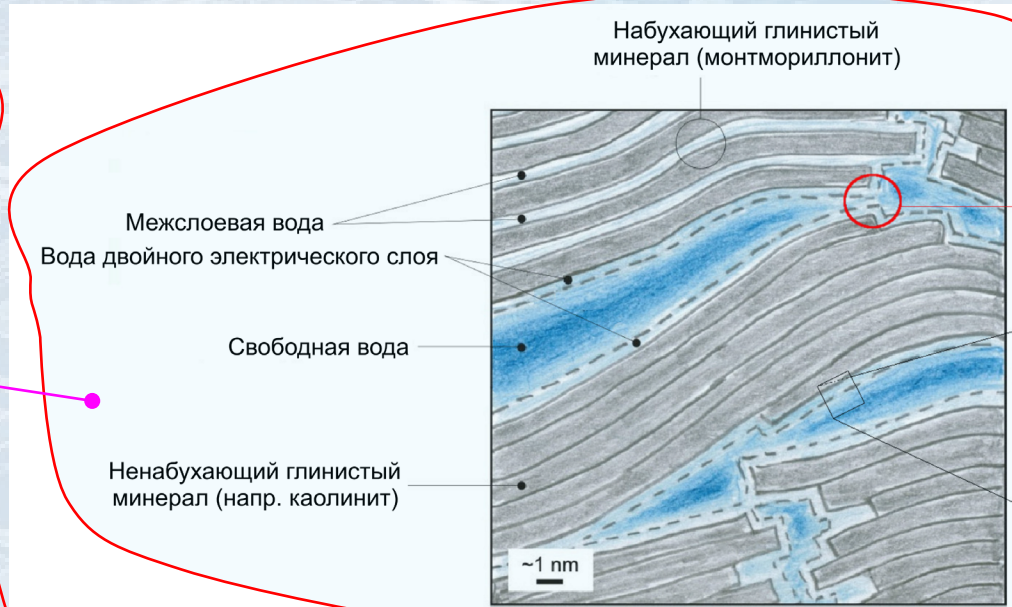 Набухающий глинистый
минерал (монтмориллонит)
Межслоевая вода
Вода двойного электрического слоя
Свободная вода
Ненабухающий глинистый
минерал (напр. каолинит)
~1 nm